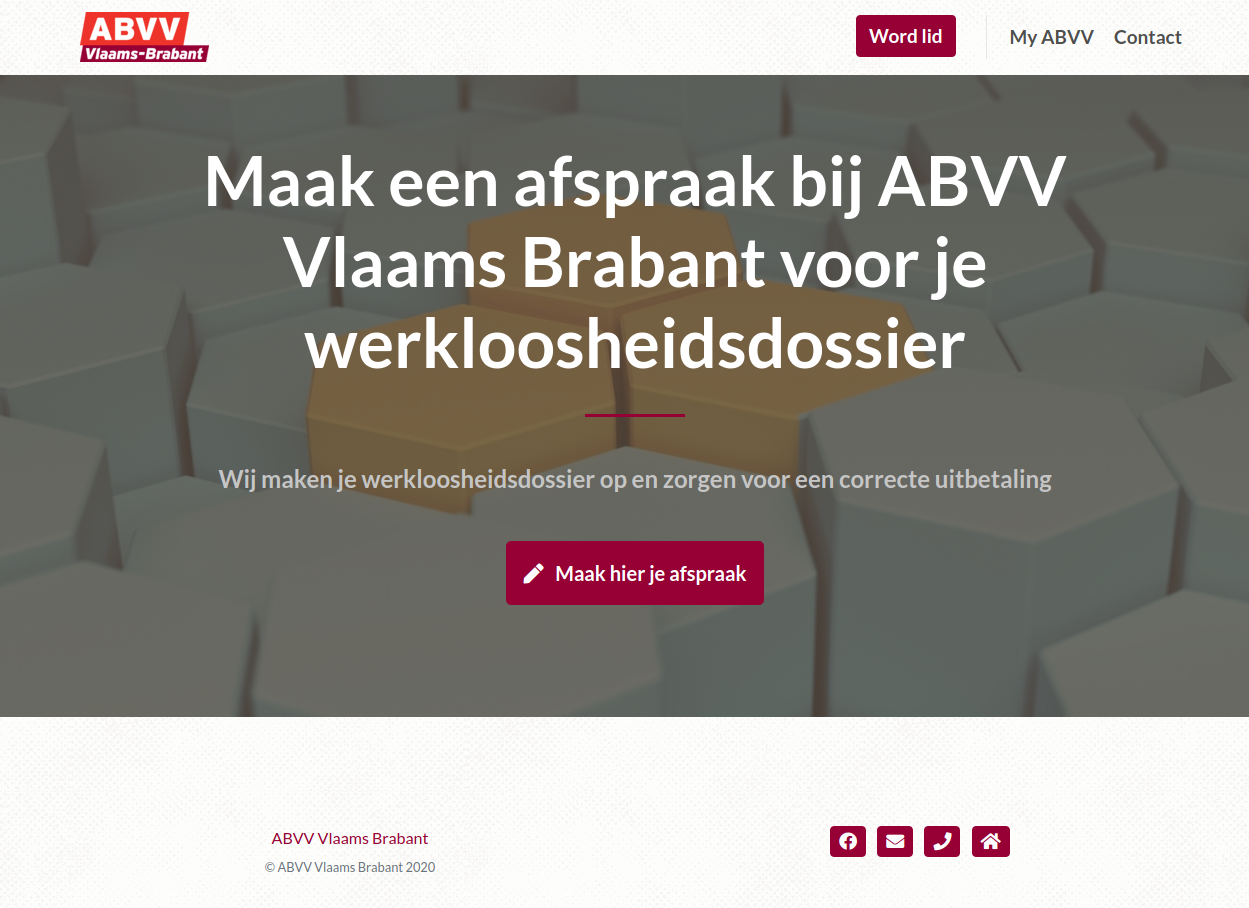 ABVV
Vlaams-Brabant
Word lid
My ABVV
Contact
Maak een afspraak bij ABVV
Vlaams Brabant voor je
werkloosheidsdossier
Wij maken je werkloosheidsdossier op en zorgen voor een correcte uitbetaling
Maak hier je afspraak
ABVV Vlaams Brabant
© ABVV Vlaams Brabant 2020